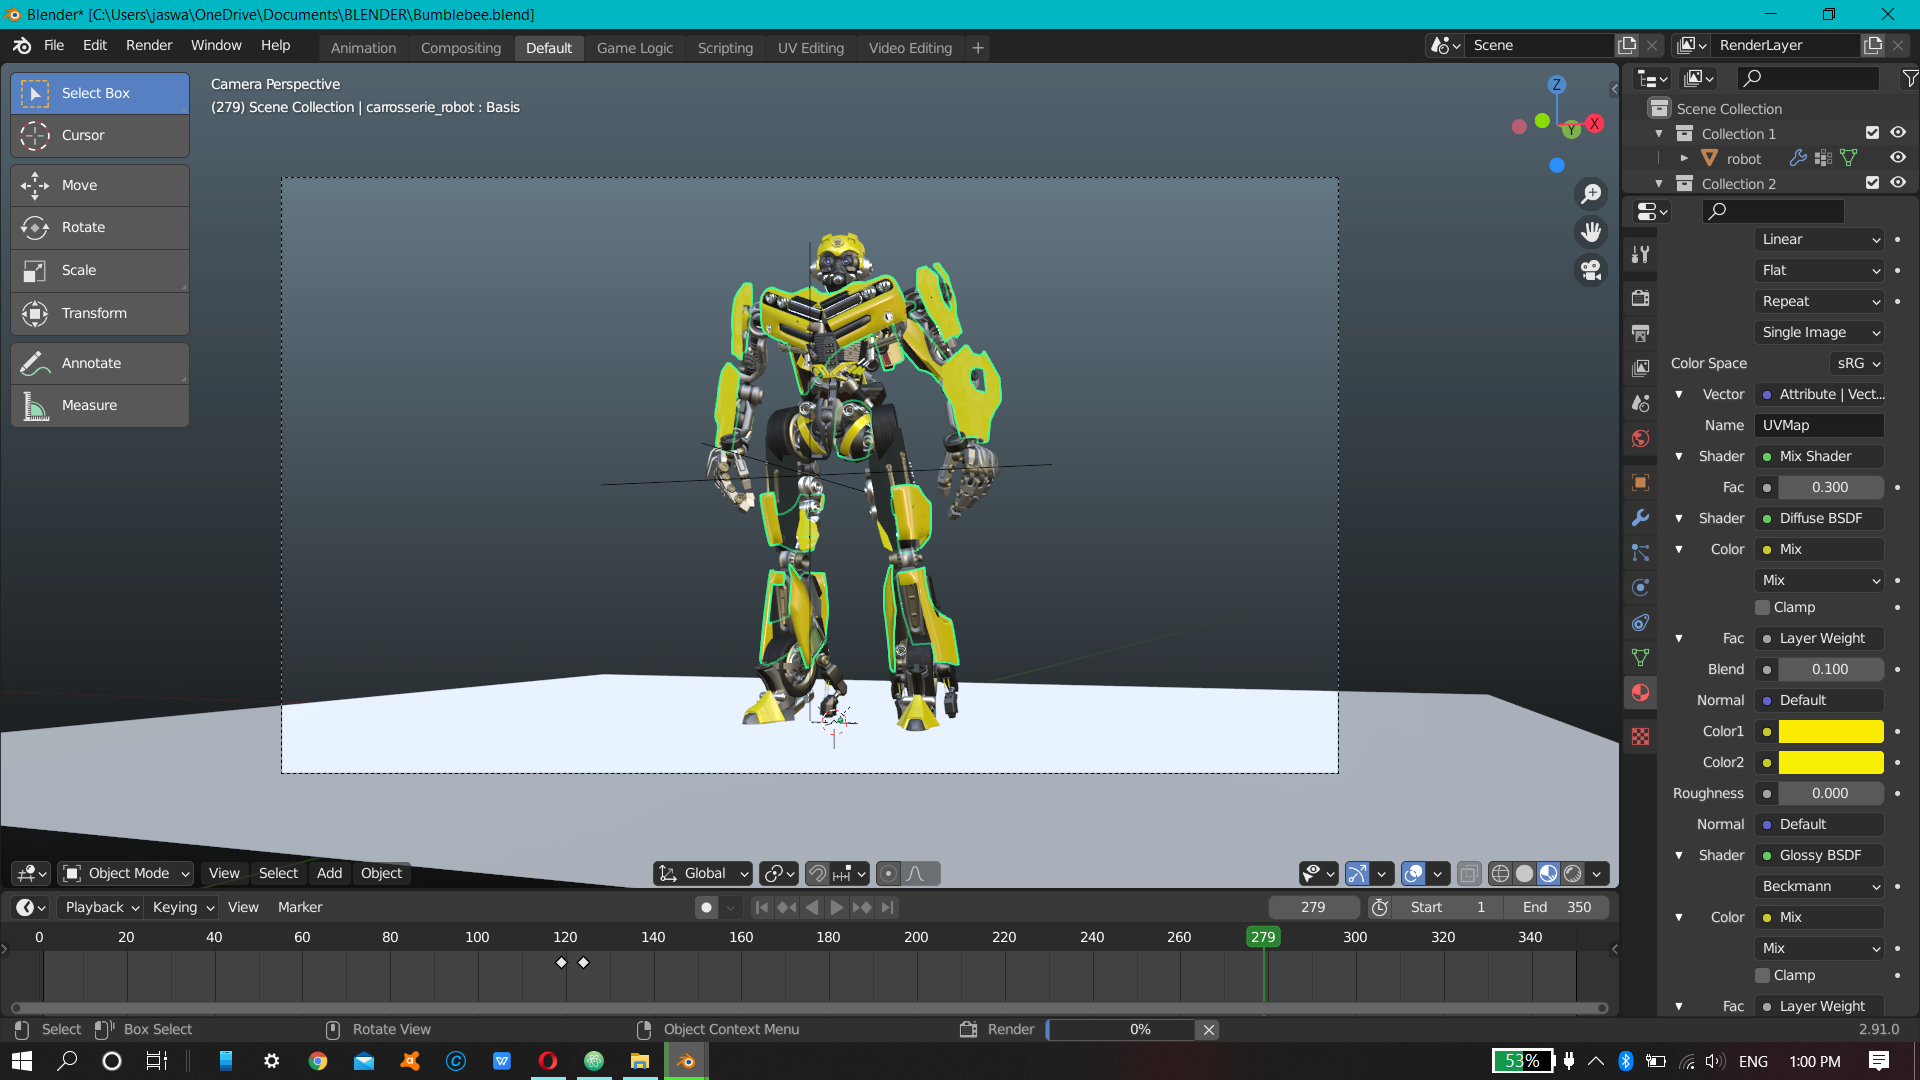 Blender* [C:\Users\jaswa\OneDrive\Documents\BLENDER\Bumblebee.blend]
File Edit Render Window Help Animation Compositing Default Game Logic Scripting UV Editing Video Editing + Scene RenderLayer
Select Box
Cursor
Move
Rotate
Scale
Transform
Annotate
Measure
Camera Perspective
(279) Scene Collection | carrosserie_robot : Basis
Z
Y
X
Scene Collection
Collection 1
robot
Collection 2
Linear
Flat
Repeat
Single Image
Color Space sRG
Vector Attribute | Vect...
Name UVMap
Shader Mix Shader
Fac 0.300
Shader Diffuse BSDF
Color Mix
Mix
Clamp
Fac Layer Weight
Blend 0.100
Normal Default
Color1
Color2
Roughness 0.000
Normal Default
Shader Glossy BSDF
Beckmann
Color Mix
Mix
Clamp
Fac Layer Weight
Object Mode View Select Add Object Global
Playback Keying View Marker 279 Start 1 End 350
0 20 40 60 80 100 120 140 160 180 200 220 240 260 279 300 320 340
Select Box Select Rotate View Object Context Menu Render 0% 2.91.0
53% ENG 1:00 PM